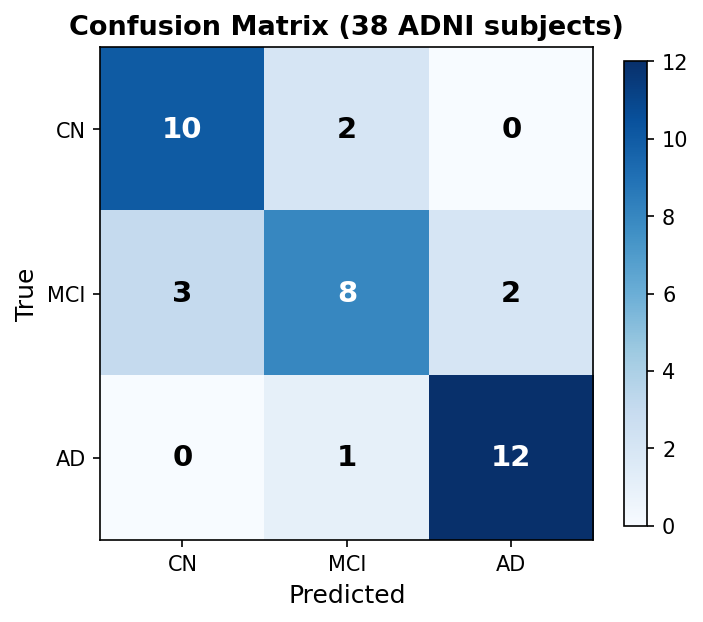 Confusion Matrix (38 ADNI subjects)
12
10
8
6
4
2
0
True
CN
10
2
0
MCI
3
8
2
AD
0
1
12
CN
MCI
AD
Predicted